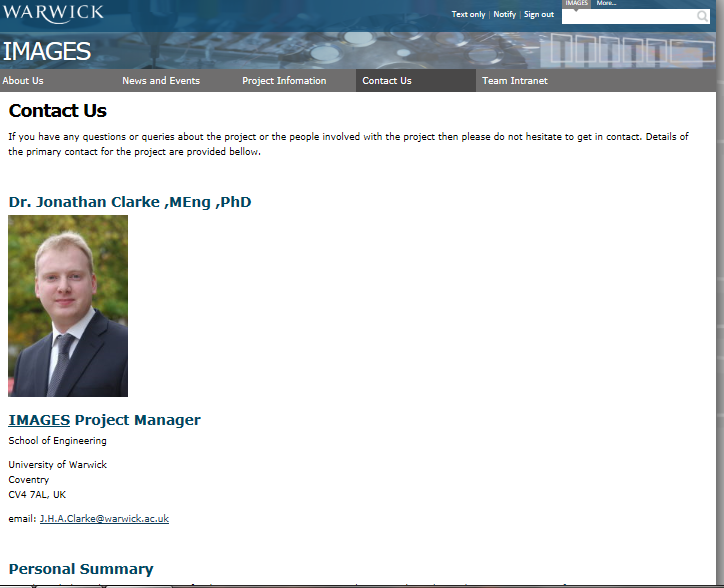 WARWICK
Text only | Notify | Sign out
IMAGES More...
IMAGES
About Us News and Events Project Infomation Contact Us Team Intranet
Contact Us
If you have any questions or queries about the project or the people involved with the project then please do not hesitate to get in contact. Details of
the primary contact for the project are provided bellow.
Dr. Jonathan Clarke ,MEng ,PhD
IMAGES Project Manager
School of Engineering
University of Warwick
Coventry
CV4 7AL, UK
email: J.H.A.Clarke@warwick.ac.uk
Personal Summary